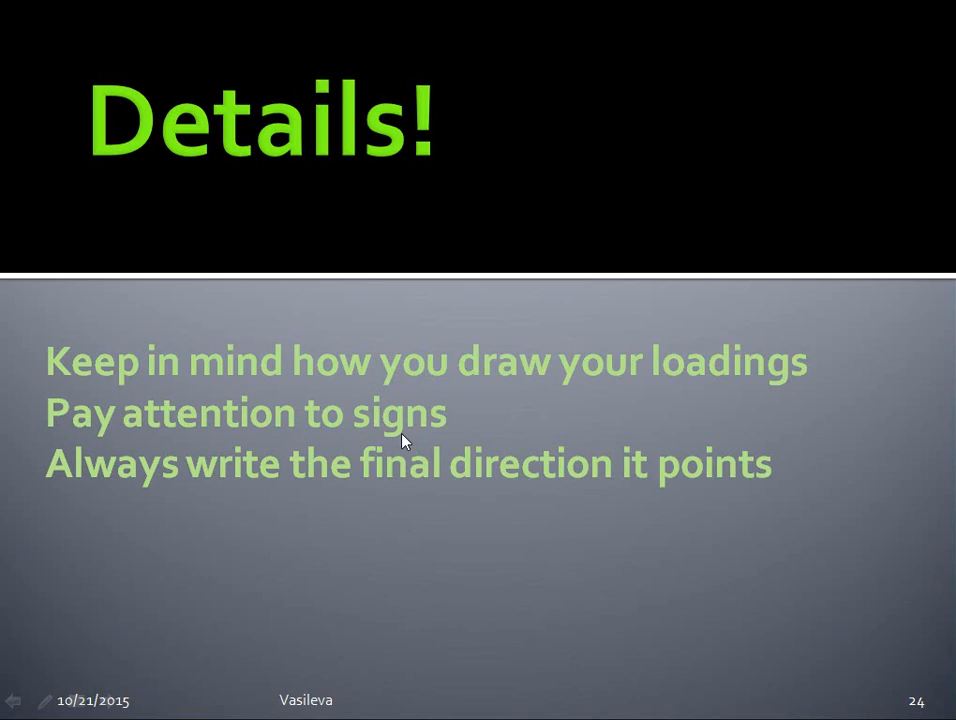 Details!
Keep in mind how you draw your loadings
Pay attention to signs
Always write the final direction it points
10/21/2015 Vasileva 24